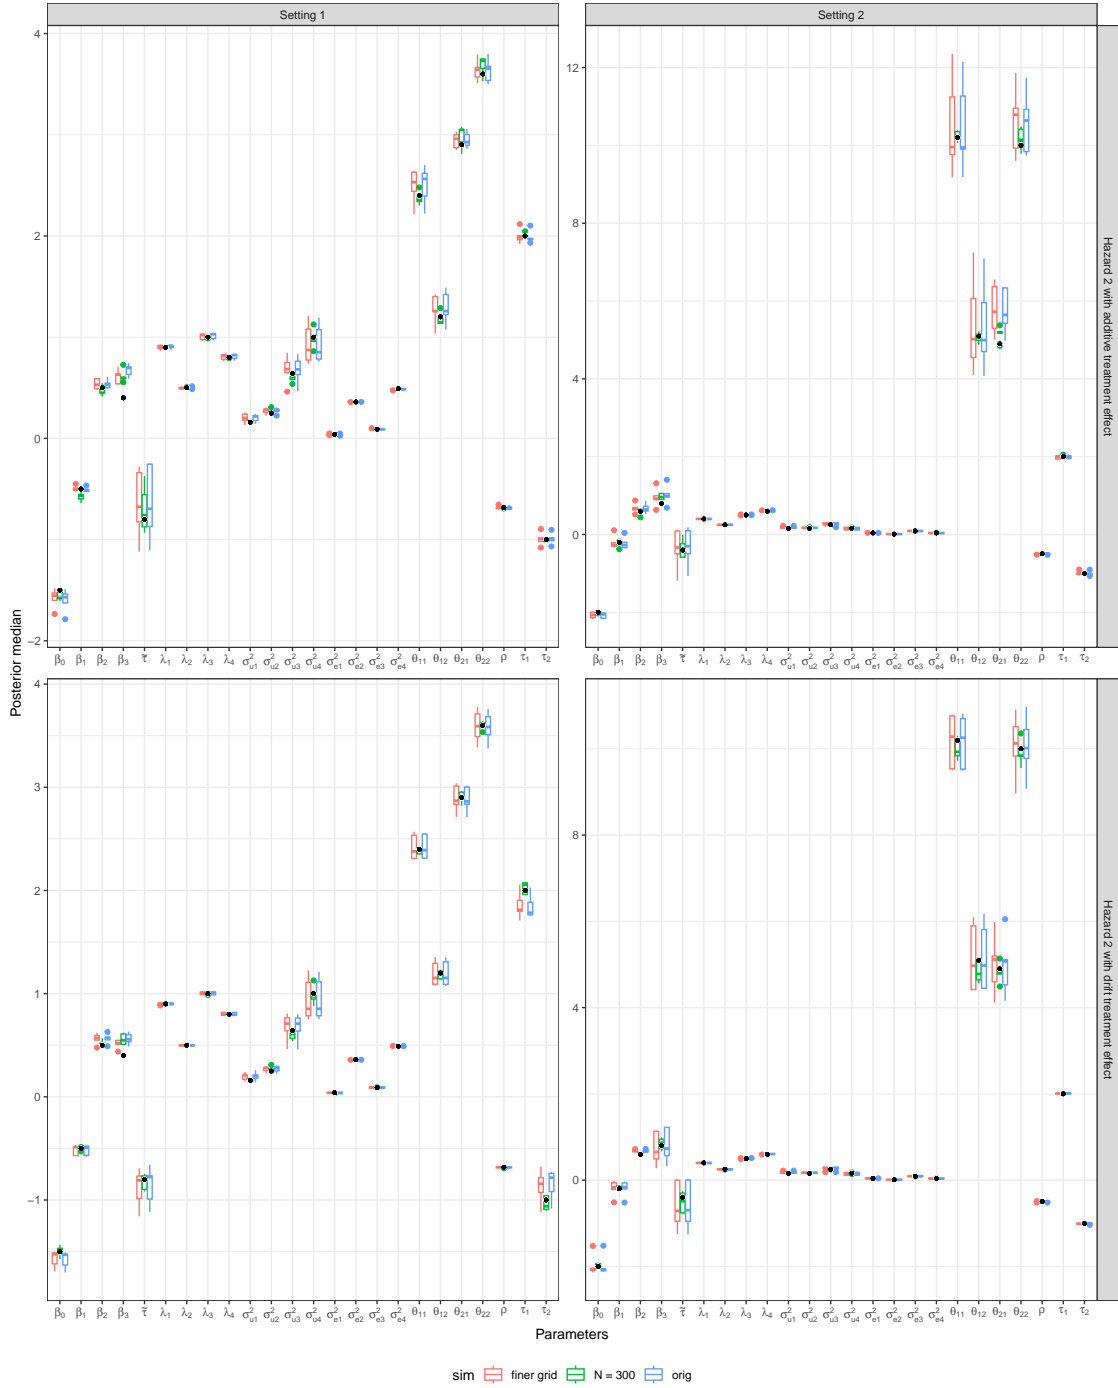 Setting 1
Setting 2
Posterior median
4
2
0
−2
β₀ β₁ β₂ β₃ τ̃ λ₁ λ₂ λ₃ λ₄ σ²ᵤ₁ σ²ᵤ₂ σ²ᵤ₃ σ²ᵤ₄ σ²ₑ₁ σ²ₑ₂ σ²ₑ₃ σ²ₑ₄ θ₁₁ θ₁₂ θ₂₁ θ₂₂ ρ τ₁ τ₂
12
8
4
0
β₀ β₁ β₂ β₃ τ̃ λ₁ λ₂ λ₃ λ₄ σ²ᵤ₁ σ²ᵤ₂ σ²ᵤ₃ σ²ᵤ₄ σ²ₑ₁ σ²ₑ₂ σ²ₑ₃ σ²ₑ₄ θ₁₁ θ₁₂ θ₂₁ θ₂₂ ρ τ₁ τ₂
Hazard 2 with additive treatment effect
4
3
2
1
0
−1
β₀ β₁ β₂ β₃ τ̃ λ₁ λ₂ λ₃ λ₄ σ²ᵤ₁ σ²ᵤ₂ σ²ᵤ₃ σ²ᵤ₄ σ²ₑ₁ σ²ₑ₂ σ²ₑ₃ σ²ₑ₄ θ₁₁ θ₁₂ θ₂₁ θ₂₂ ρ τ₁ τ₂
8
4
0
β₀ β₁ β₂ β₃ τ̃ λ₁ λ₂ λ₃ λ₄ σ²ᵤ₁ σ²ᵤ₂ σ²ᵤ₃ σ²ᵤ₄ σ²ₑ₁ σ²ₑ₂ σ²ₑ₃ σ²ₑ₄ θ₁₁ θ₁₂ θ₂₁ θ₂₂ ρ τ₁ τ₂
Hazard 2 with drift treatment effect
Parameters
sim finer grid N = 300 orig